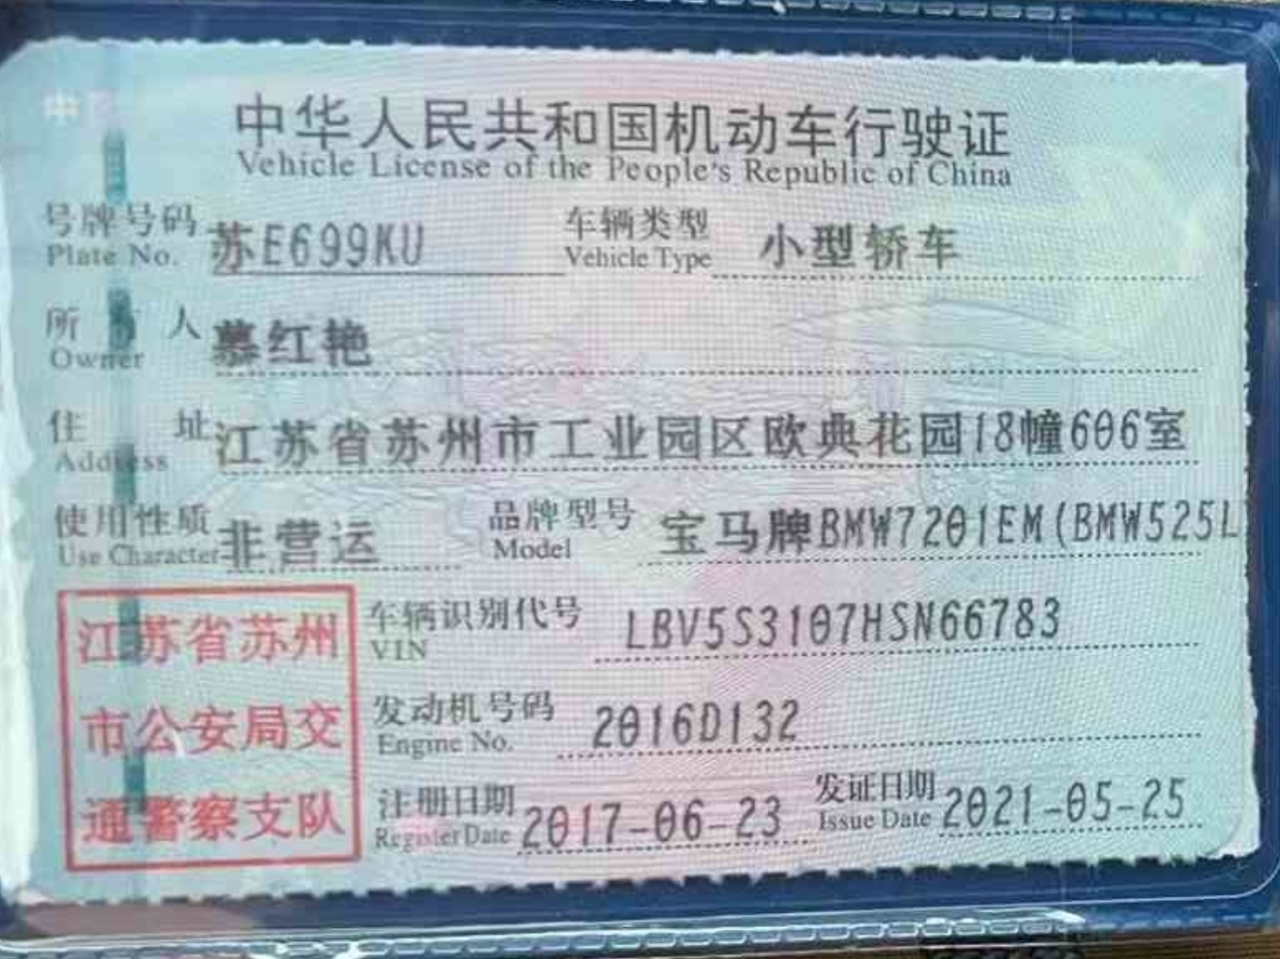 中华人民共和国机动车行驶证
Vehicle License of the People's Republic of China
号牌号码 苏E699KU 车辆类型 小型轿车
Plate No. Vehicle Type
所有人 慕红艳
Owner
住址 江苏省苏州市工业园区欧典花园18幢606室
Address
使用性质 非营运 品牌型号 宝马牌BMW7201EM(BMW525L
Use Character Model
江苏省苏州
市公安局交
通警察支队
车辆识别代号 LBV5S3107HSN66783
VIN
发动机号码 2016D132
Engine No.
注册日期 2017-06-23 发证日期 2021-05-25
Register Date Issue Date